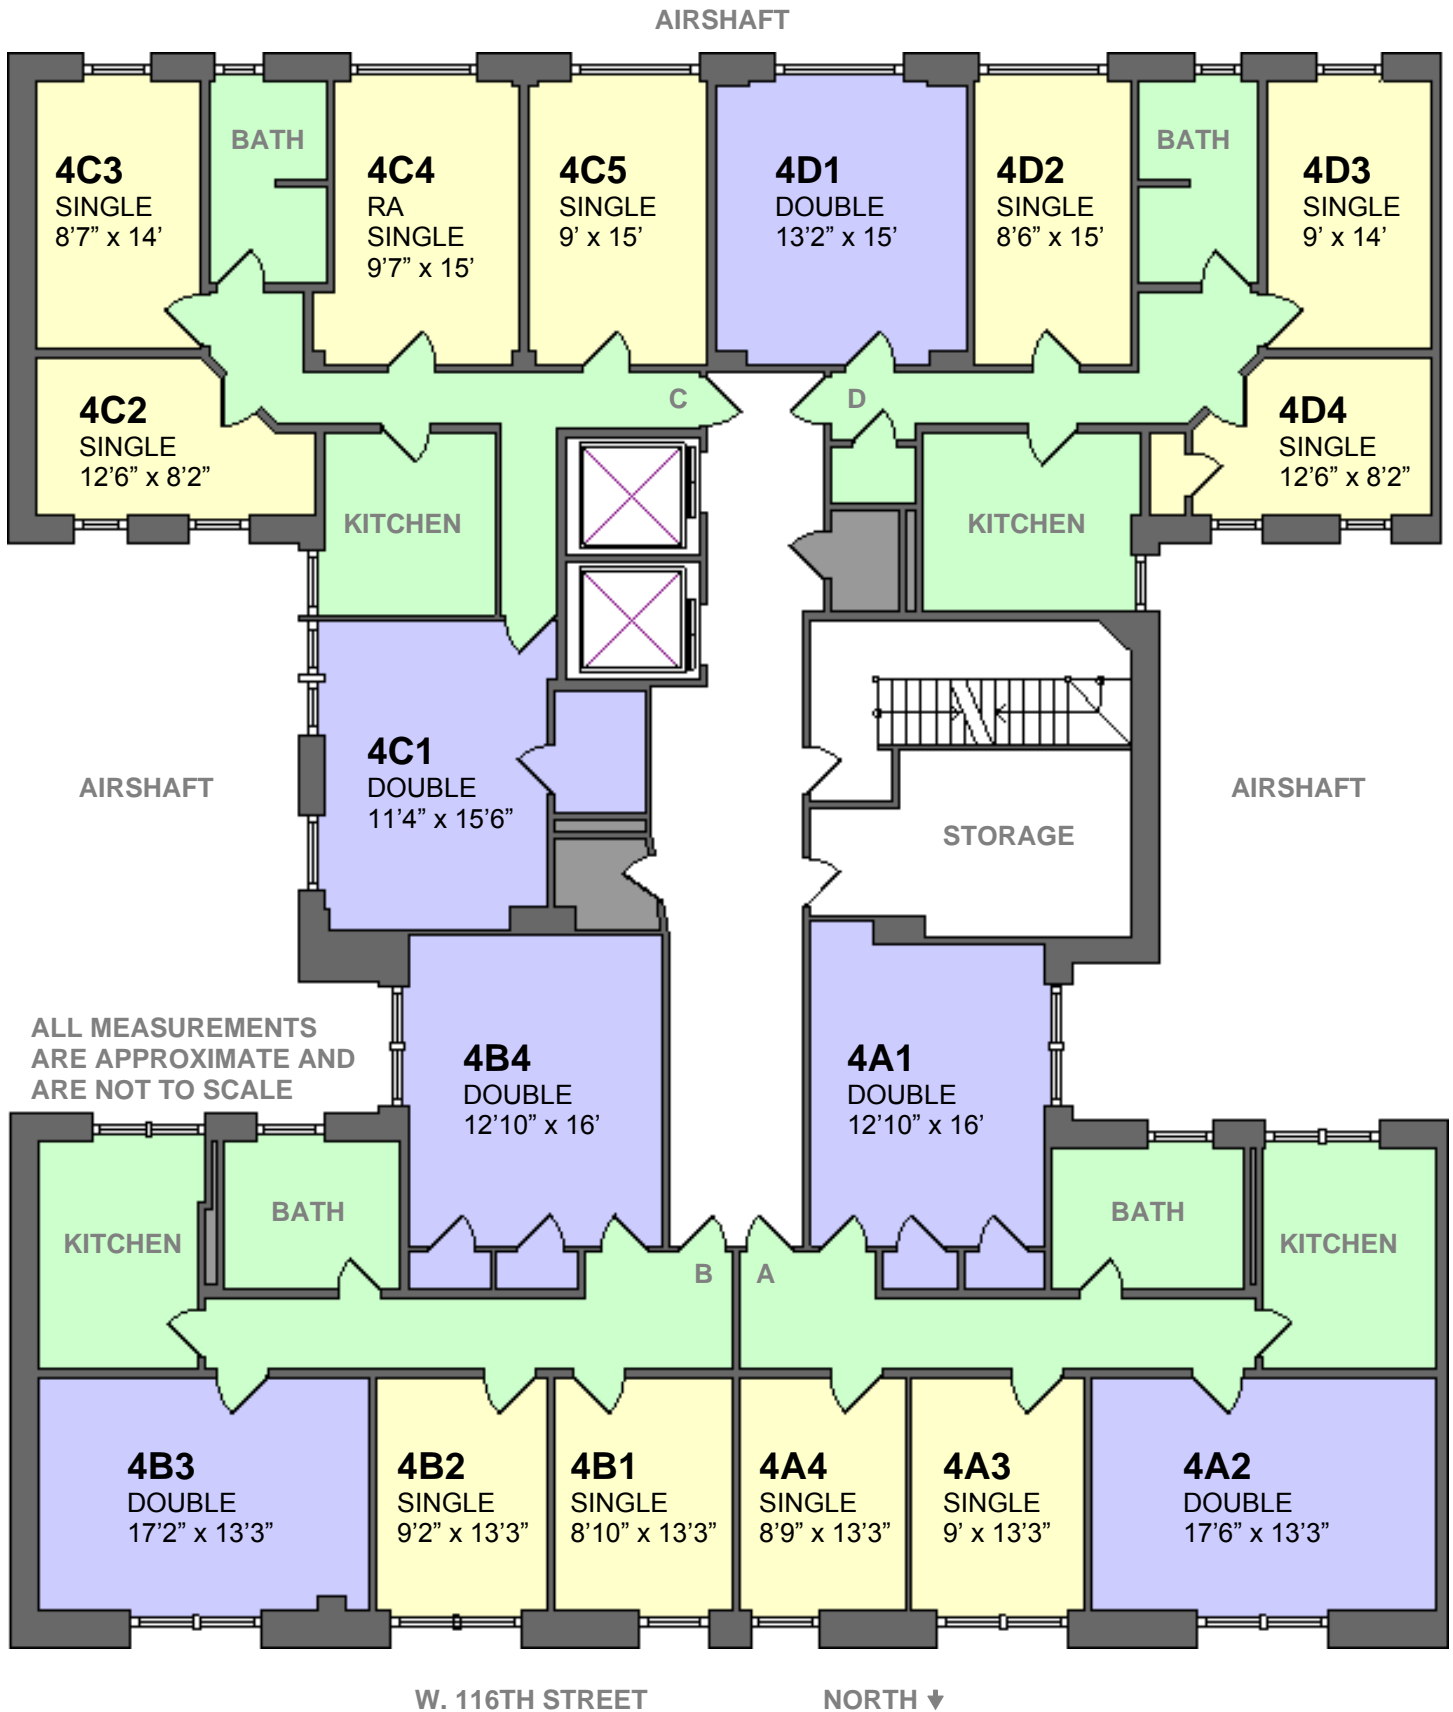 AIRSHAFT
4C3
SINGLE
8’7” x 14’
BATH
4C4
RA
SINGLE
9’7” x 15’
4C5
SINGLE
9’ x 15’
4D1
DOUBLE
13’2” x 15’
4D2
SINGLE
8’6” x 15’
BATH
4D3
SINGLE
9’ x 14’
4C2
SINGLE
12’6” x 8’2”
C
D
4D4
SINGLE
12’6” x 8’2”
KITCHEN
KITCHEN
4C1
DOUBLE
11’4” x 15’6”
AIRSHAFT
AIRSHAFT
STORAGE
ALL MEASUREMENTS
ARE APPROXIMATE AND
ARE NOT TO SCALE
4B4
DOUBLE
12’10” x 16’
4A1
DOUBLE
12’10” x 16’
KITCHEN
BATH
B
A
BATH
KITCHEN
4B3
DOUBLE
17’2” x 13’3”
4B2
SINGLE
9’2” x 13’3”
4B1
SINGLE
8’10” x 13’3”
4A4
SINGLE
8’9” x 13’3”
4A3
SINGLE
9’ x 13’3”
4A2
DOUBLE
17’6” x 13’3”
W. 116TH STREET
NORTH